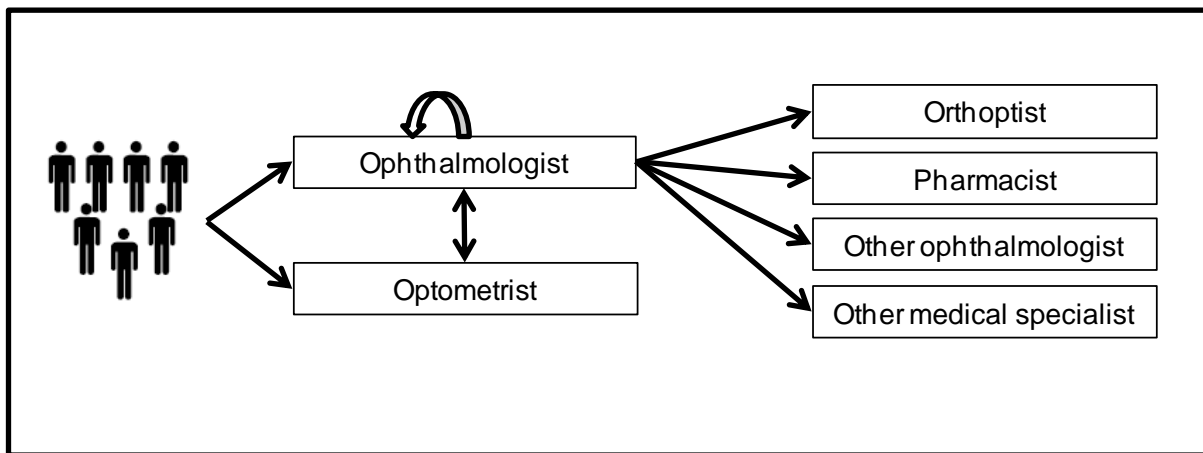 Orthoptist
Ophthalmologist
Pharmacist
Other ophthalmologist
Optometrist
Other medical specialist